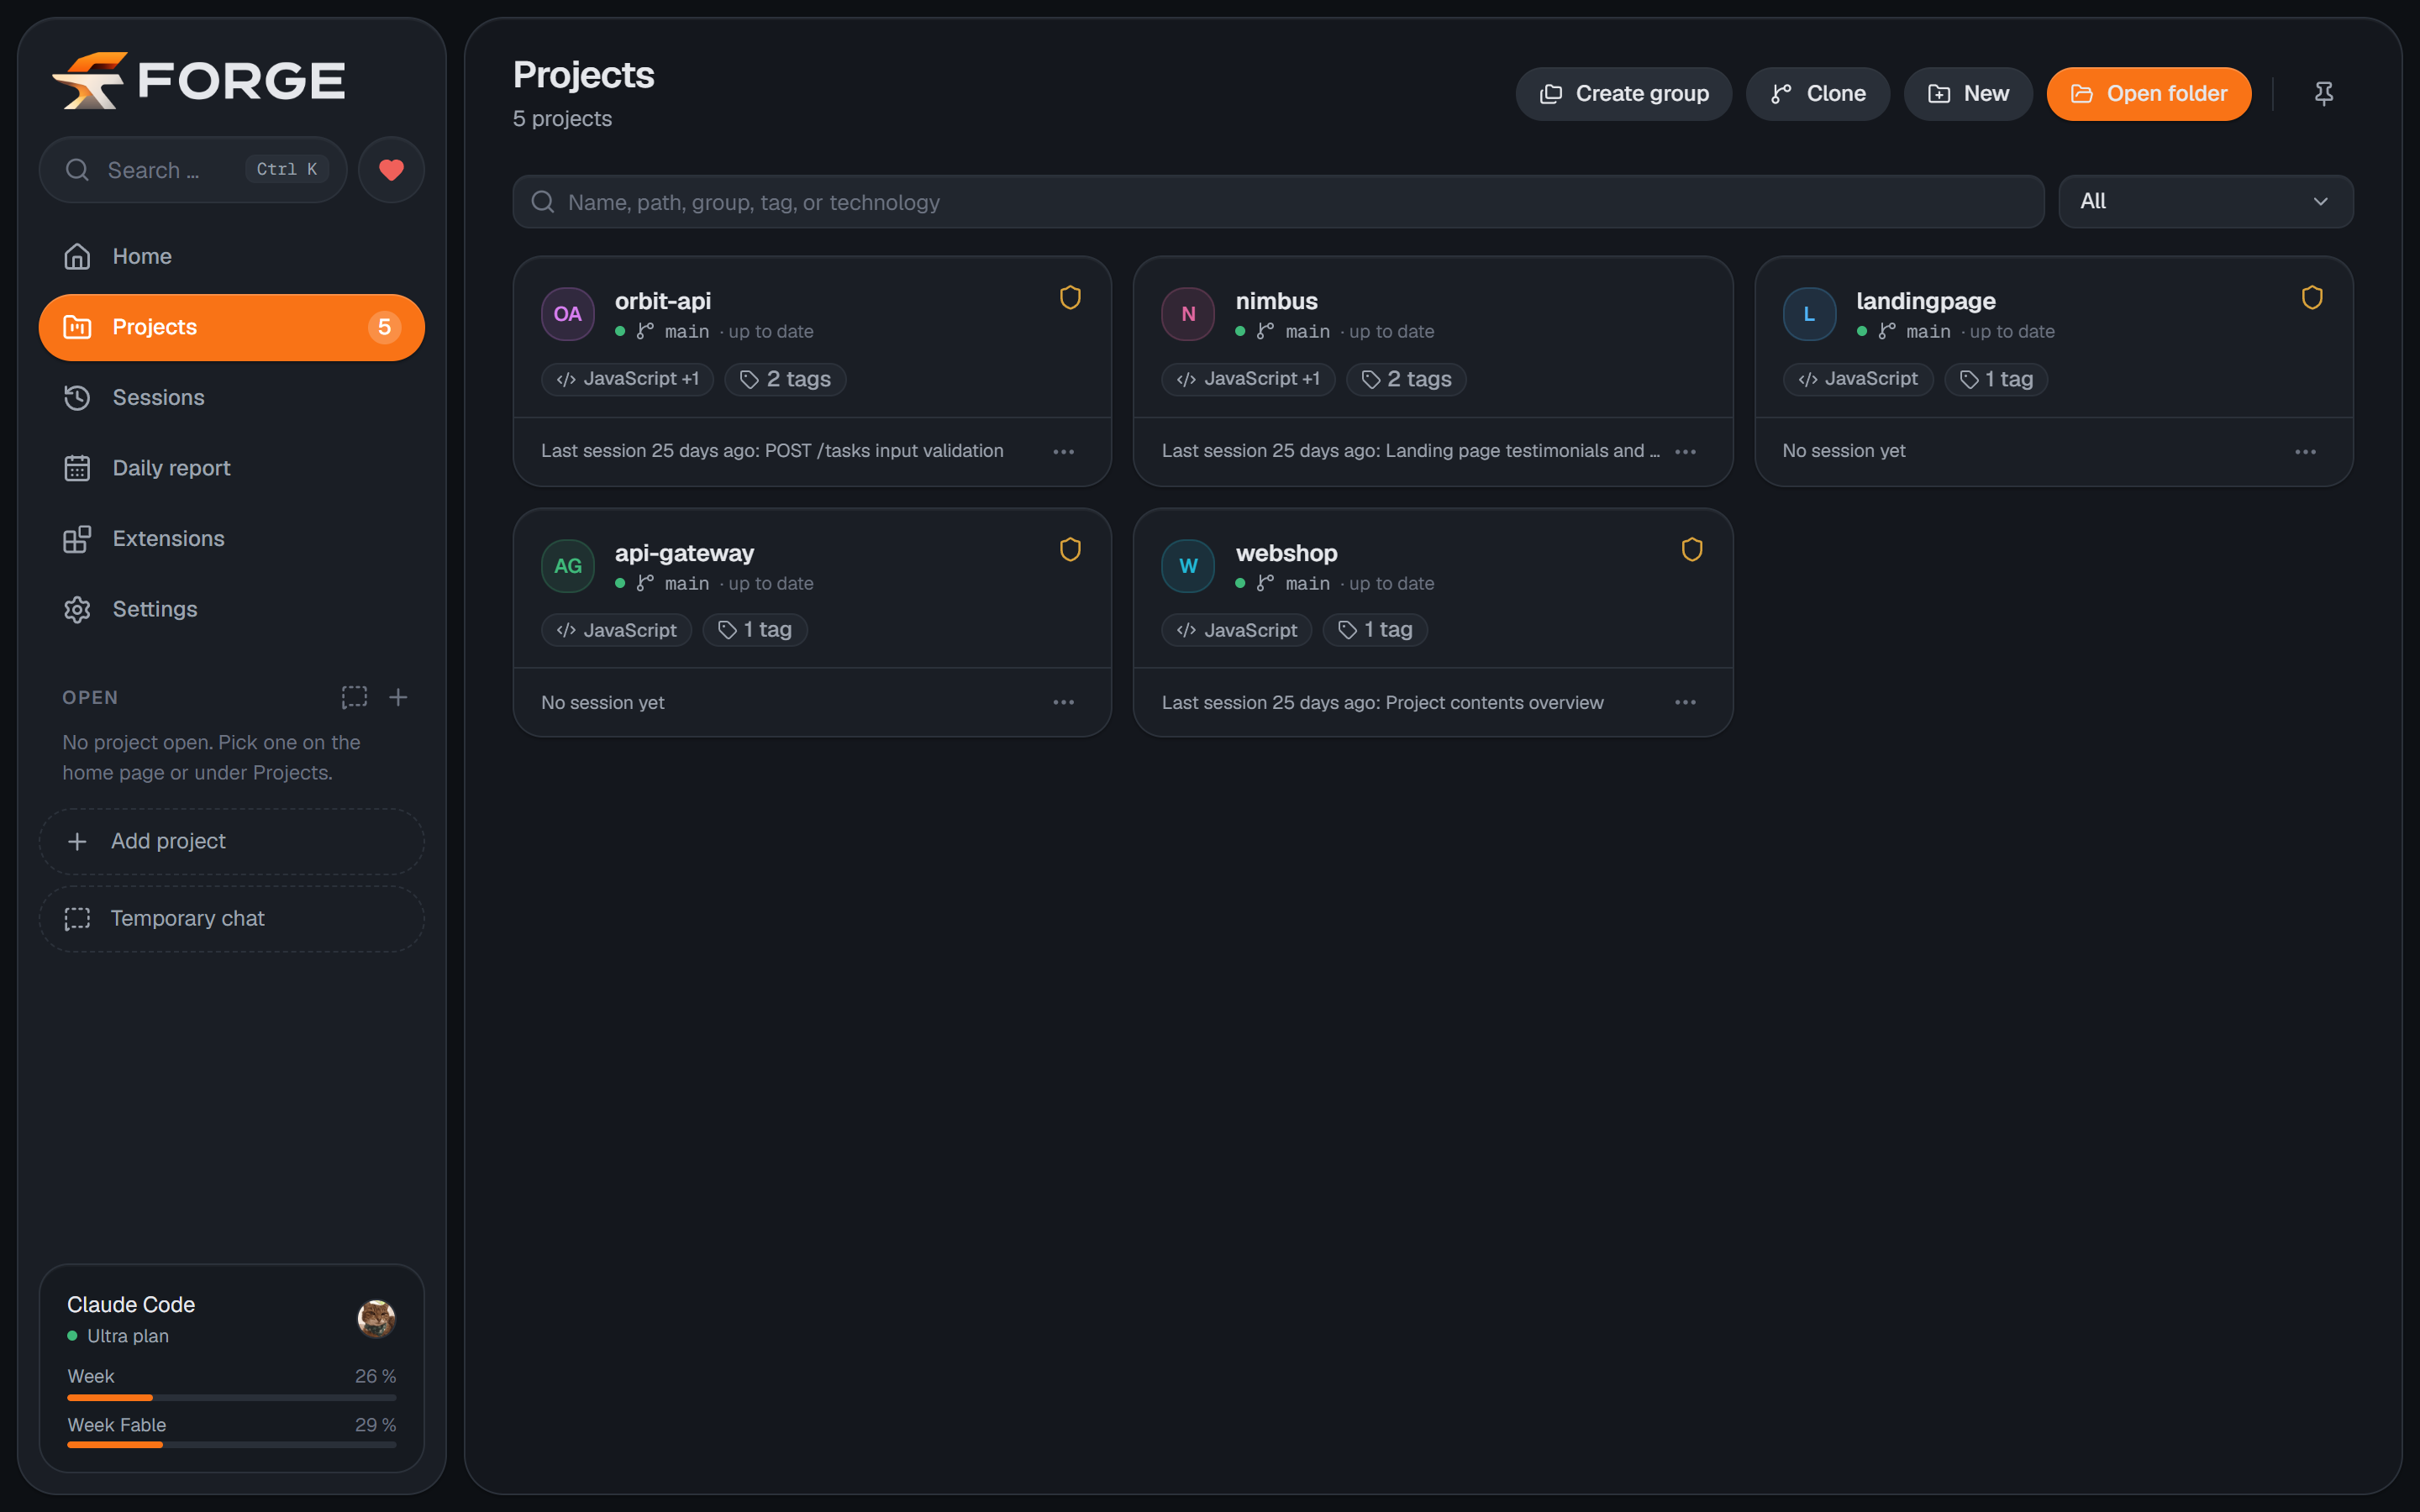 FORGE
Search ...
Ctrl K
Home
Projects
5
Sessions
Daily report
Extensions
Settings
OPEN
No project open. Pick one on the
home page or under Projects.
Add project
Temporary chat
Claude Code
Ultra plan
Week
26 %
Week Fable
29 %
Projects
5 projects
Create group
Clone
New
Open folder
Name, path, group, tag, or technology
All
OA
orbit-api
main · up to date
JavaScript +1
2 tags
Last session 25 days ago: POST /tasks input validation
N
nimbus
main · up to date
JavaScript +1
2 tags
Last session 25 days ago: Landing page testimonials and ...
L
landingpage
main · up to date
JavaScript
1 tag
No session yet
AG
api-gateway
main · up to date
JavaScript
1 tag
No session yet
W
webshop
main · up to date
JavaScript
1 tag
Last session 25 days ago: Project contents overview